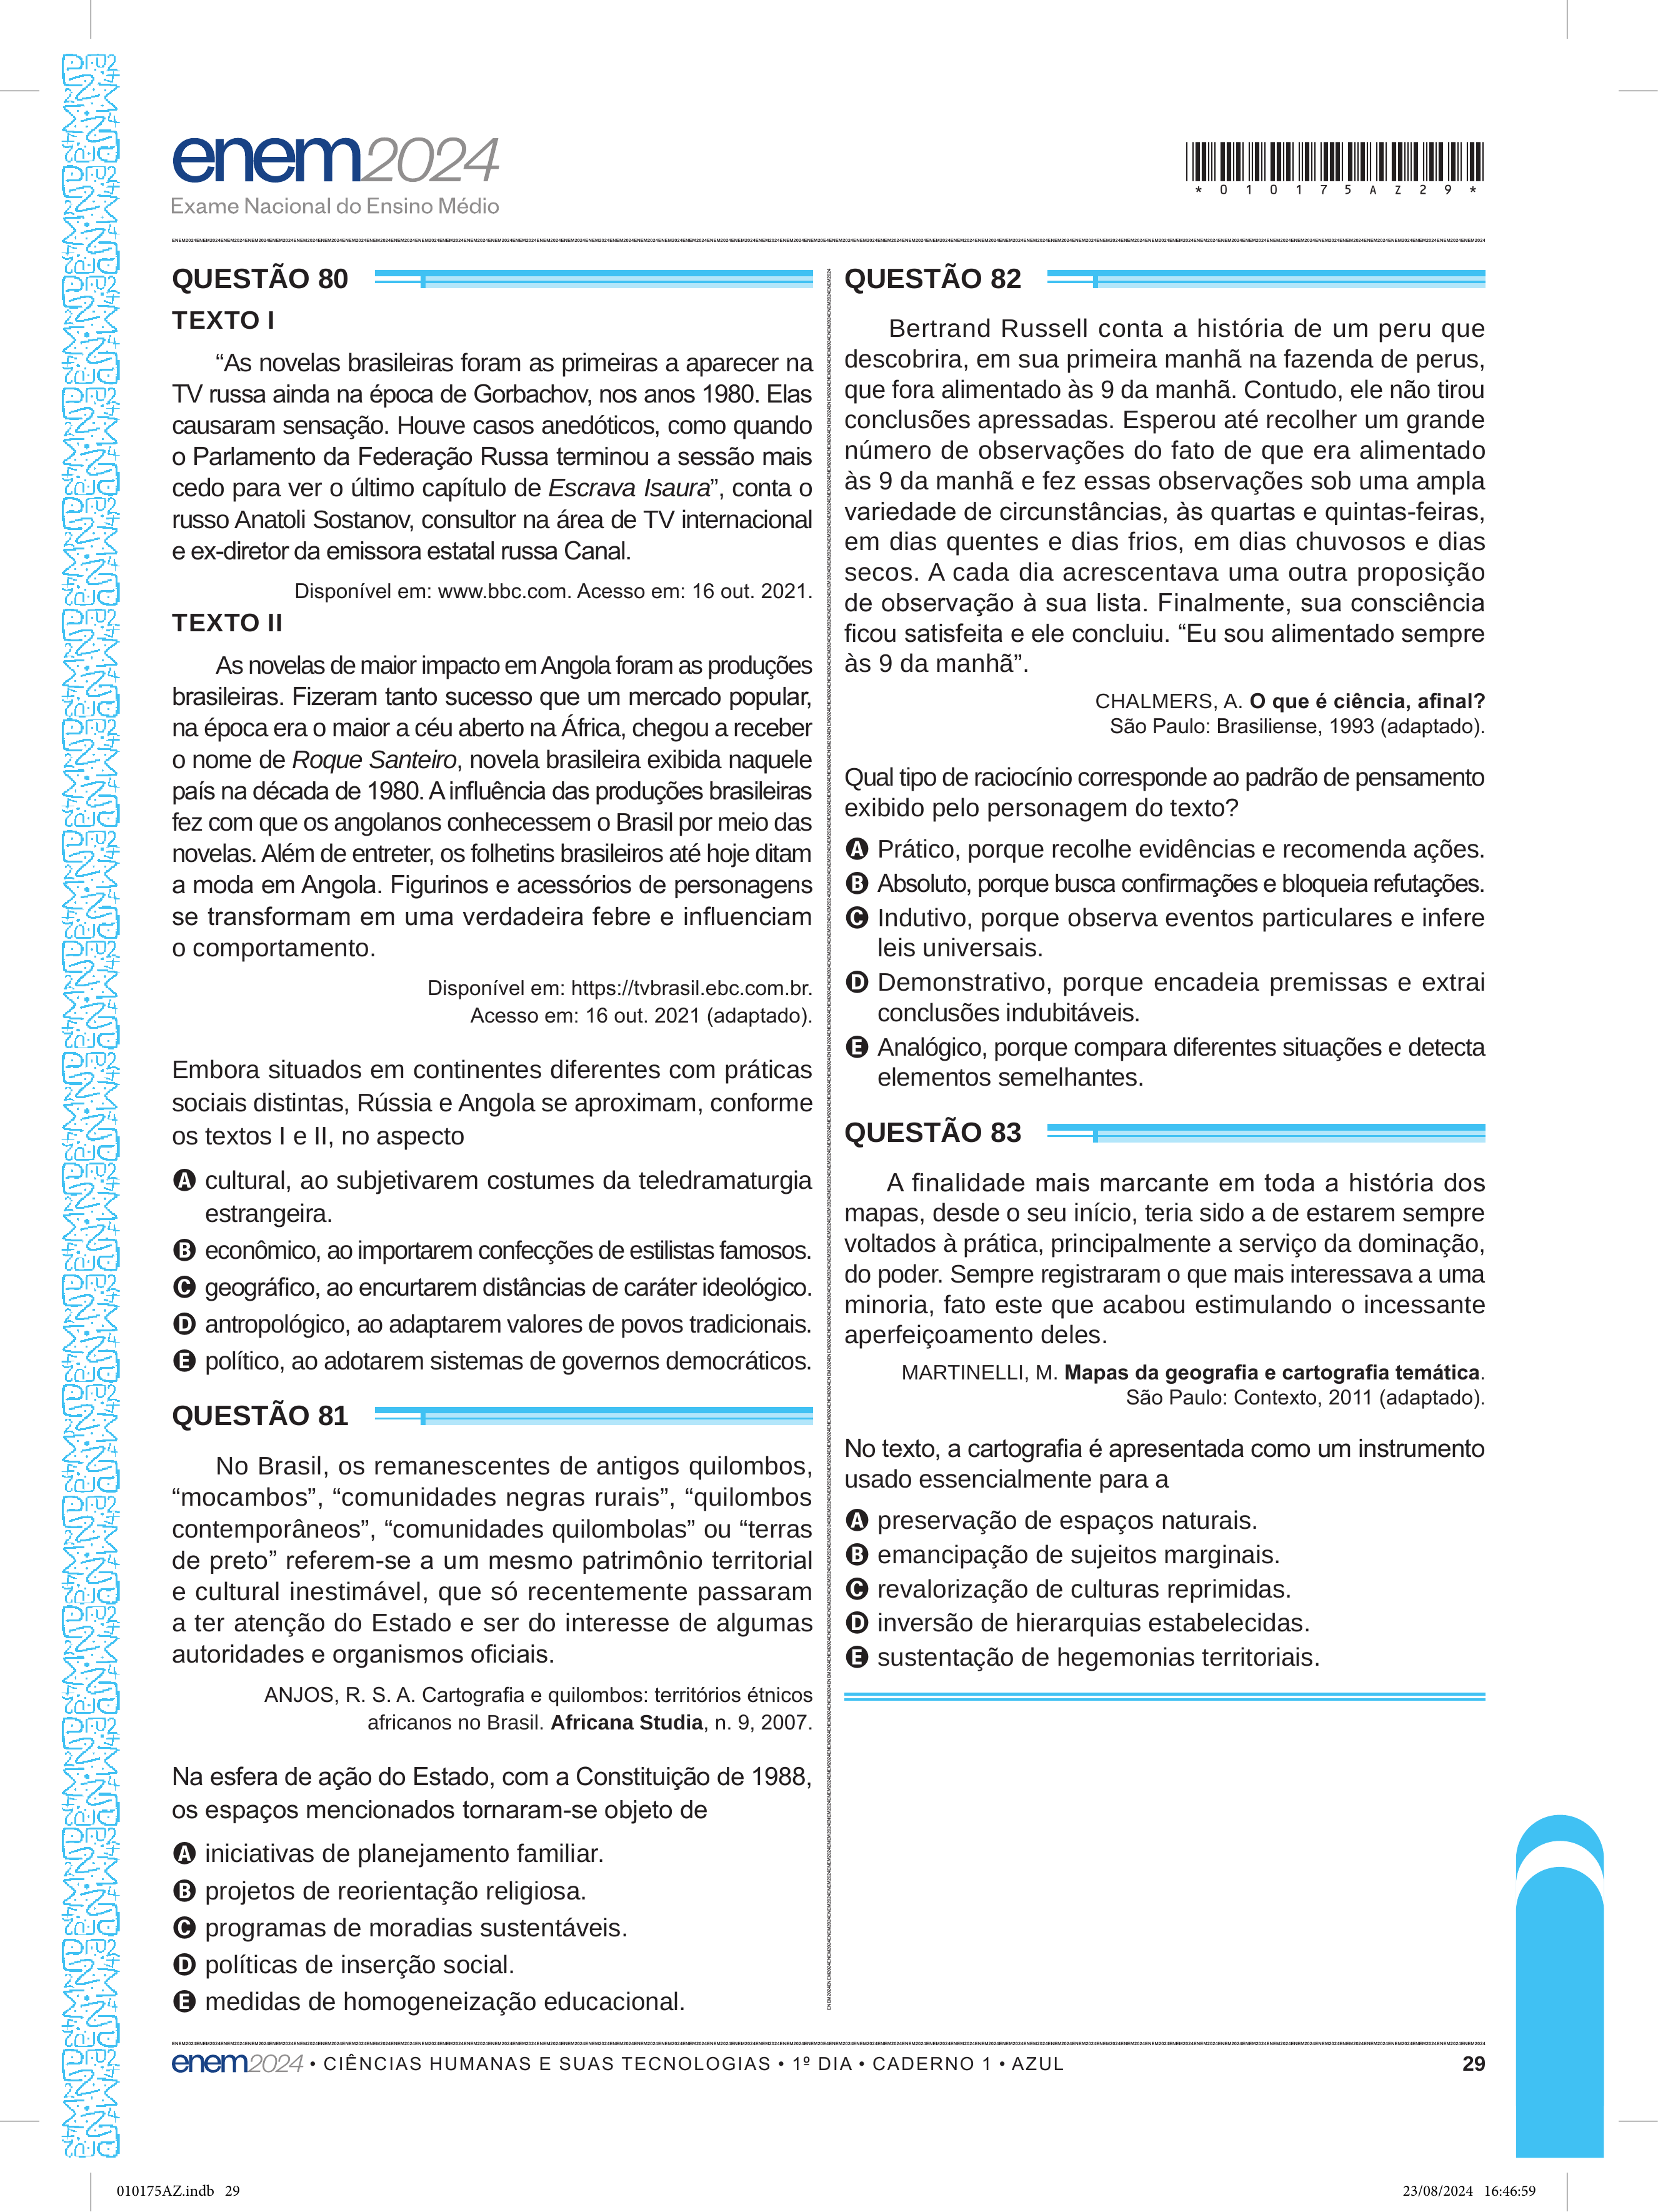 enem2024
Exame Nacional do Ensino Médio
*010175AZ29*
QUESTÃO 80
TEXTO I
“As novelas brasileiras foram as primeiras a aparecer na
TV russa ainda na época de Gorbachov, nos anos 1980. Elas
causaram sensação. Houve casos anedóticos, como quando
o Parlamento da Federação Russa terminou a sessão mais
cedo para ver o último capítulo de Escrava Isaura”, conta o
russo Anatoli Sostanov, consultor na área de TV internacional
e ex-diretor da emissora estatal russa Canal.
Disponível em: www.bbc.com. Acesso em: 16 out. 2021.
TEXTO II
As novelas de maior impacto em Angola foram as produções
brasileiras. Fizeram tanto sucesso que um mercado popular,
na época era o maior a céu aberto na África, chegou a receber
o nome de Roque Santeiro, novela brasileira exibida naquele
país na década de 1980. A influência das produções brasileiras
fez com que os angolanos conhecessem o Brasil por meio das
novelas. Além de entreter, os folhetins brasileiros até hoje ditam
a moda em Angola. Figurinos e acessórios de personagens
se transformam em uma verdadeira febre e influenciam
o comportamento.
Disponível em: https://tvbrasil.ebc.com.br.
Acesso em: 16 out. 2021 (adaptado).
Embora situados em continentes diferentes com práticas
sociais distintas, Rússia e Angola se aproximam, conforme
os textos I e II, no aspecto
A cultural, ao subjetivarem costumes da teledramaturgia
estrangeira.
B econômico, ao importarem confecções de estilistas famosos.
C geográfico, ao encurtarem distâncias de caráter ideológico.
D antropológico, ao adaptarem valores de povos tradicionais.
E político, ao adotarem sistemas de governos democráticos.
QUESTÃO 81
No Brasil, os remanescentes de antigos quilombos,
“mocambos”, “comunidades negras rurais”, “quilombos
contemporâneos”, “comunidades quilombolas” ou “terras
de preto” referem-se a um mesmo patrimônio territorial
e cultural inestimável, que só recentemente passaram
a ter atenção do Estado e ser do interesse de algumas
autoridades e organismos oficiais.
ANJOS, R. S. A. Cartografia e quilombos: territórios étnicos
africanos no Brasil. Africana Studia, n. 9, 2007.
Na esfera de ação do Estado, com a Constituição de 1988,
os espaços mencionados tornaram-se objeto de
A iniciativas de planejamento familiar.
B projetos de reorientação religiosa.
C programas de moradias sustentáveis.
D políticas de inserção social.
E medidas de homogeneização educacional.
QUESTÃO 82
Bertrand Russell conta a história de um peru que
descobrira, em sua primeira manhã na fazenda de perus,
que fora alimentado às 9 da manhã. Contudo, ele não tirou
conclusões apressadas. Esperou até recolher um grande
número de observações do fato de que era alimentado
às 9 da manhã e fez essas observações sob uma ampla
variedade de circunstâncias, às quartas e quintas-feiras,
em dias quentes e dias frios, em dias chuvosos e dias
secos. A cada dia acrescentava uma outra proposição
de observação à sua lista. Finalmente, sua consciência
ficou satisfeita e ele concluiu. “Eu sou alimentado sempre
às 9 da manhã”.
CHALMERS, A. O que é ciência, afinal?
São Paulo: Brasiliense, 1993 (adaptado).
Qual tipo de raciocínio corresponde ao padrão de pensamento
exibido pelo personagem do texto?
A Prático, porque recolhe evidências e recomenda ações.
B Absoluto, porque busca confirmações e bloqueia refutações.
C Indutivo, porque observa eventos particulares e infere
leis universais.
D Demonstrativo, porque encadeia premissas e extrai
conclusões indubitáveis.
E Analógico, porque compara diferentes situações e detecta
elementos semelhantes.
QUESTÃO 83
A finalidade mais marcante em toda a história dos
mapas, desde o seu início, teria sido a de estarem sempre
voltados à prática, principalmente a serviço da dominação,
do poder. Sempre registraram o que mais interessava a uma
minoria, fato este que acabou estimulando o incessante
aperfeiçoamento deles.
MARTINELLI, M. Mapas da geografia e cartografia temática.
São Paulo: Contexto, 2011 (adaptado).
No texto, a cartografia é apresentada como um instrumento
usado essencialmente para a
A preservação de espaços naturais.
B emancipação de sujeitos marginais.
C revalorização de culturas reprimidas.
D inversão de hierarquias estabelecidas.
E sustentação de hegemonias territoriais.
enem2024 • CIÊNCIAS HUMANAS E SUAS TECNOLOGIAS • 1º DIA • CADERNO 1 • AZUL
29
010175AZ.indb 29
23/08/2024 16:46:59